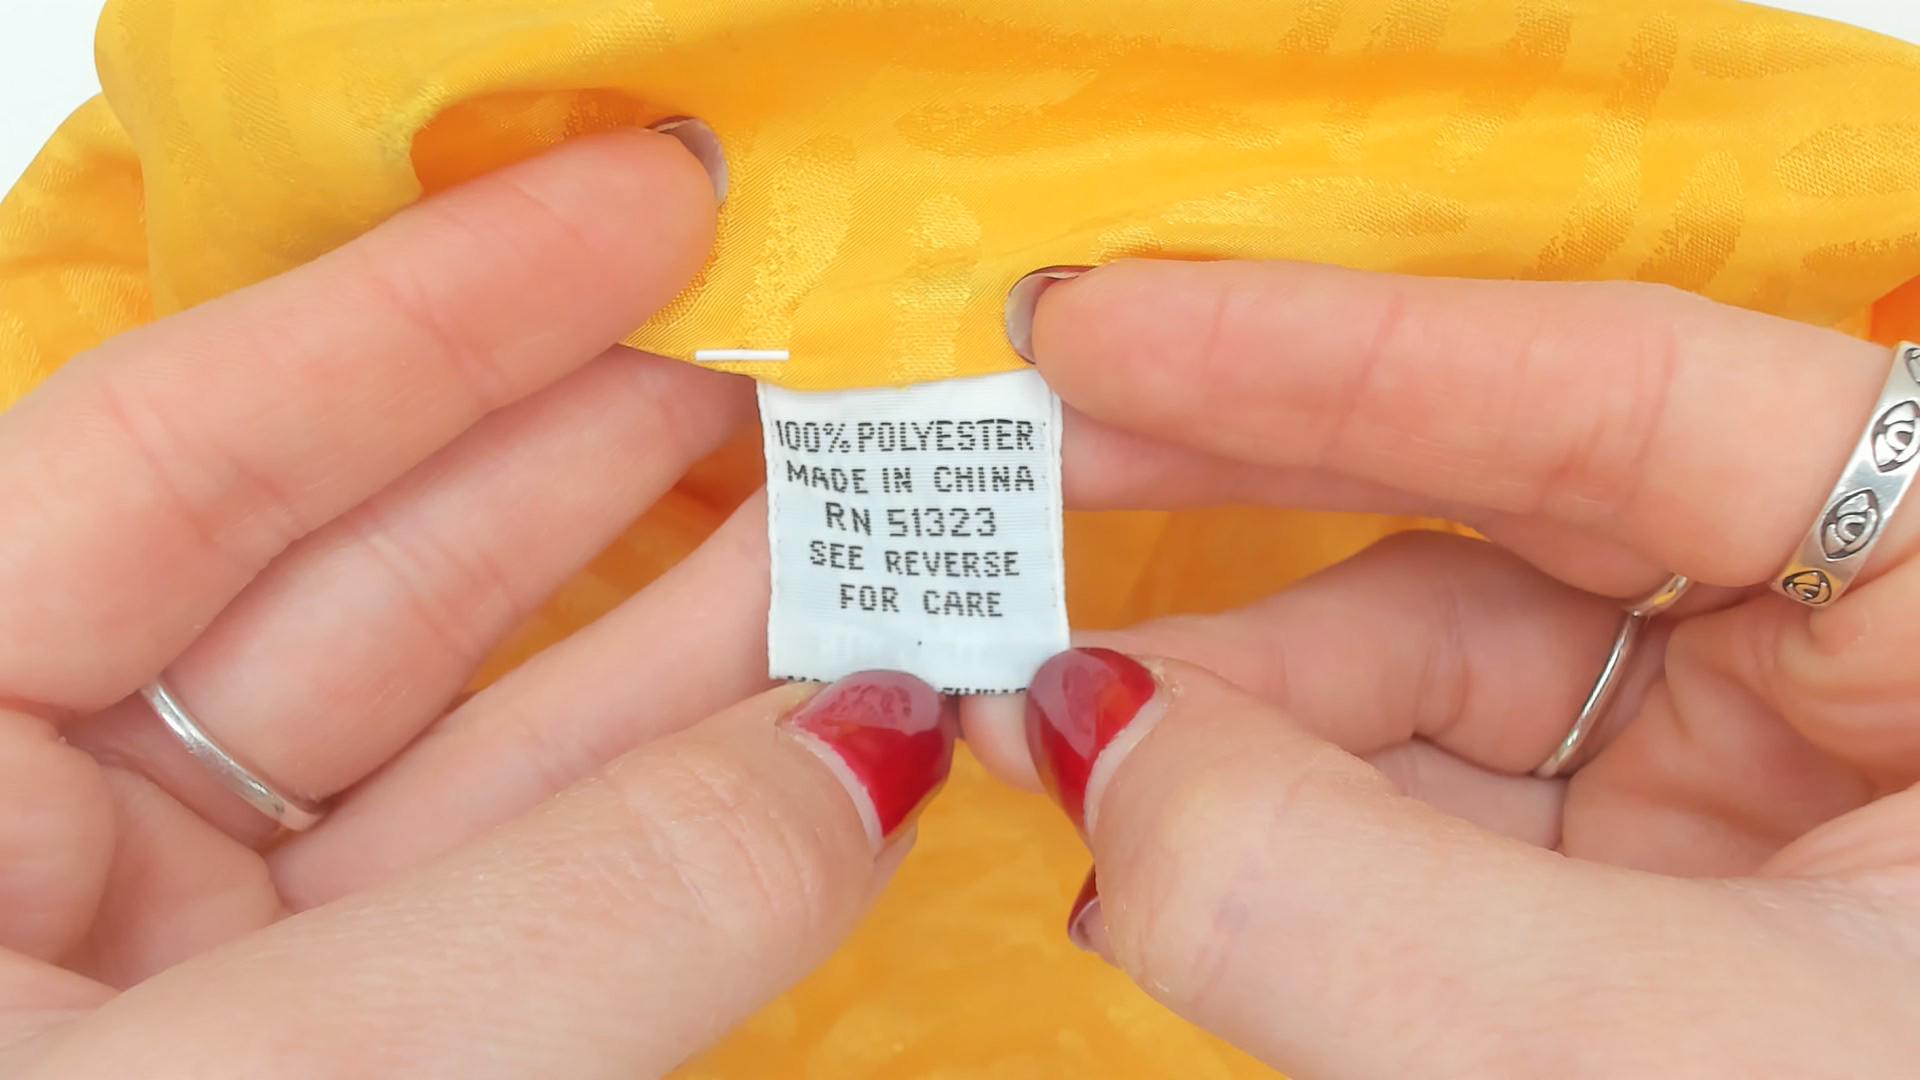 100% POLYESTER
MADE IN CHINA
RN 51323
SEE REVERSE
FOR CARE